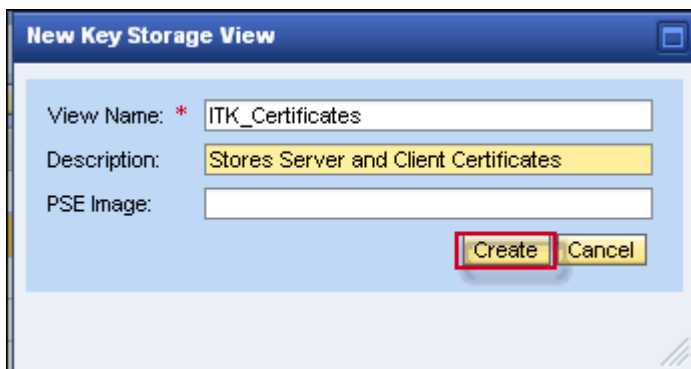 New Key Storage View
View Name: * ITK_Certificates
Description: Stores Server and Client Certificates
PSE Image:
Create Cancel